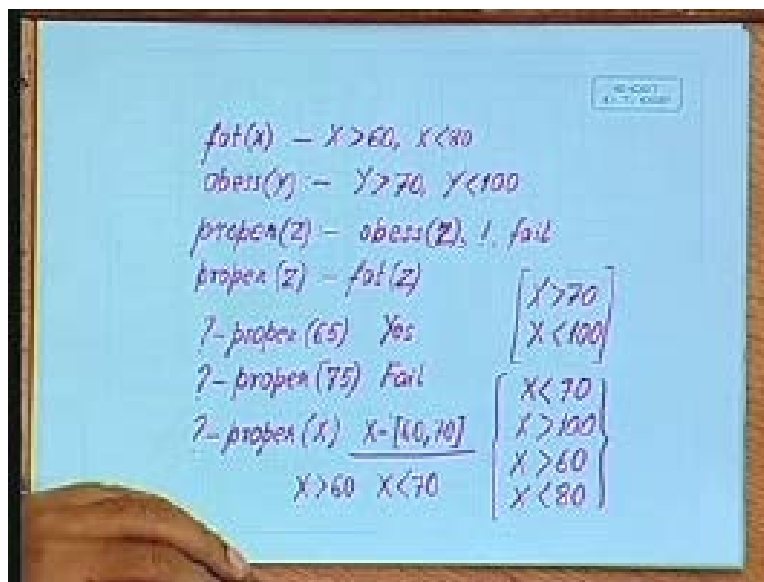 fat(x) – X>60, X<80
obess(y) :- Y>70, Y<100
proper(z) – obess(z), !, fail
proper(z) – fat(z)
?- proper(65) Yes
?- proper(75) Fail
?- proper(X) X-[60,70]
X>60 X<70
X>70
X<100
X<70
X>100
X>60
X<80